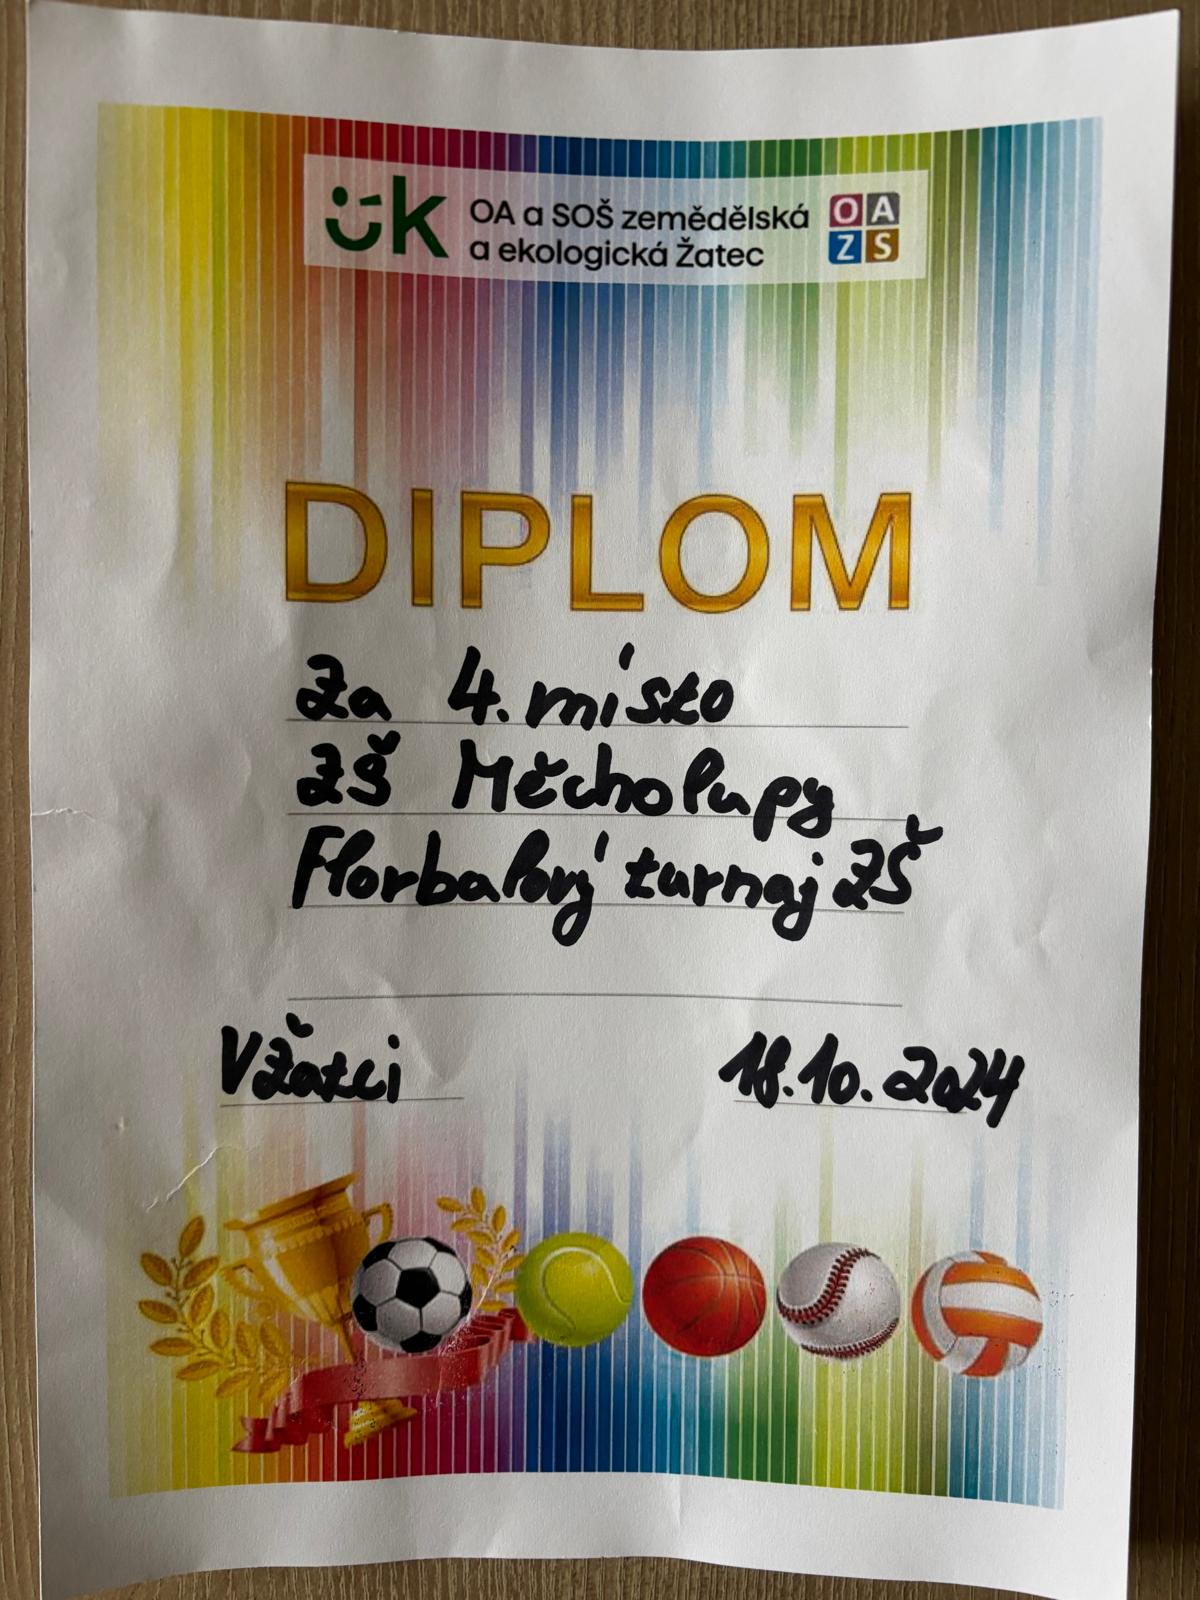 ük OA a SOŠ zemědělská
a ekologická Žatec
OA
ZS
DIPLOM
Za 4. místo
ZŠ Měcholupy
Florbalový turnaj ZŠ
V Žatci 18.10.2024